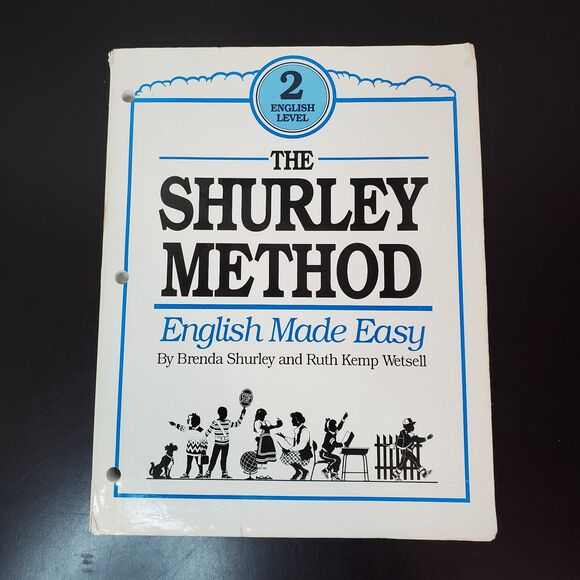 2
ENGLISH
LEVEL
THE
SHURLEY
METHOD
English Made Easy
By Brenda Shurley and Ruth Kemp Wetsell